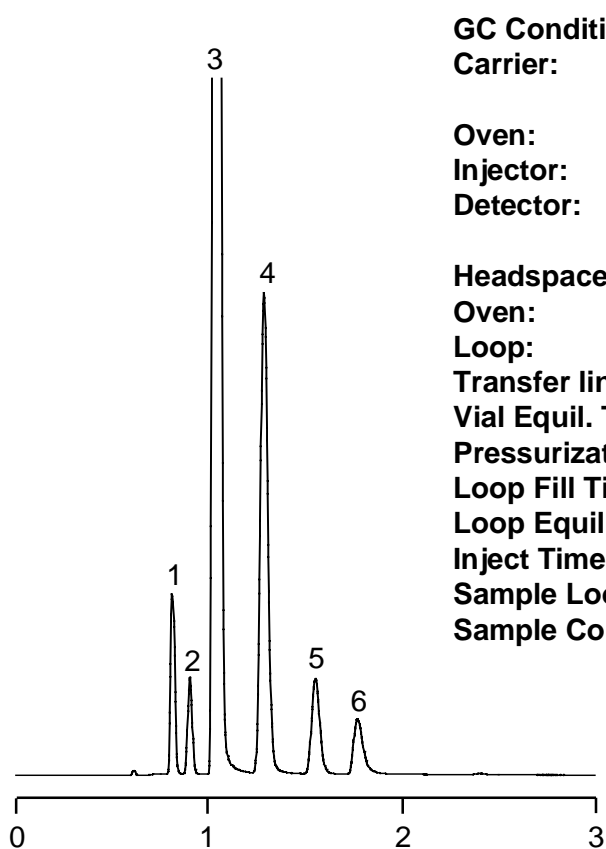 GC Conditi
Carrier:
Oven:
Injector:
Detector:
Headspace
Oven:
Loop:
Transfer lin
Vial Equil. T
Pressurizat
Loop Fill Ti
Loop Equil
Inject Time
Sample Loo
Sample Co
3
4
1
2
5
6
0
1
2
3